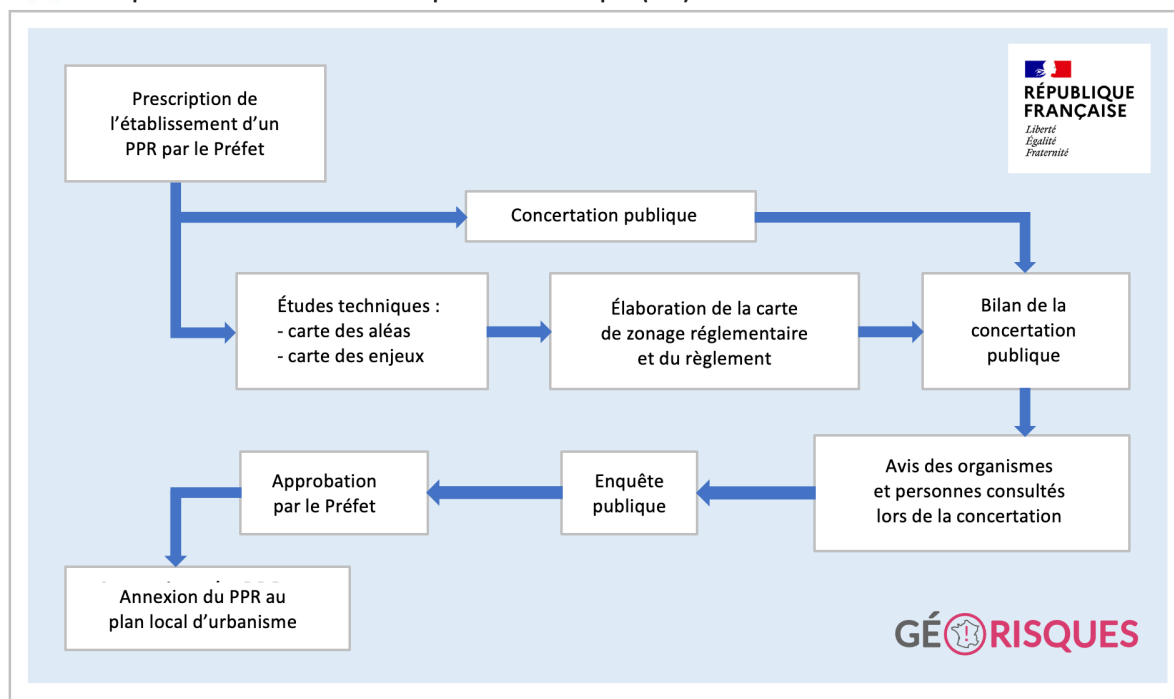 Prescription de
l'établissement d'un
PPR par le Préfet
RÉPUBLIQUE
FRANÇAISE
Liberté
Égalité
Fraternité
Concertation publique
Études techniques :
- carte des aléas
- carte des enjeux
Élaboration de la carte
de zonage réglementaire
et du règlement
Bilan de la
concertation
publique
Avis des organismes
et personnes consultés
lors de la concertation
Enquête
publique
Approbation
par le Préfet
Annexion du PPR au
plan local d'urbanisme
GÉORISQUES